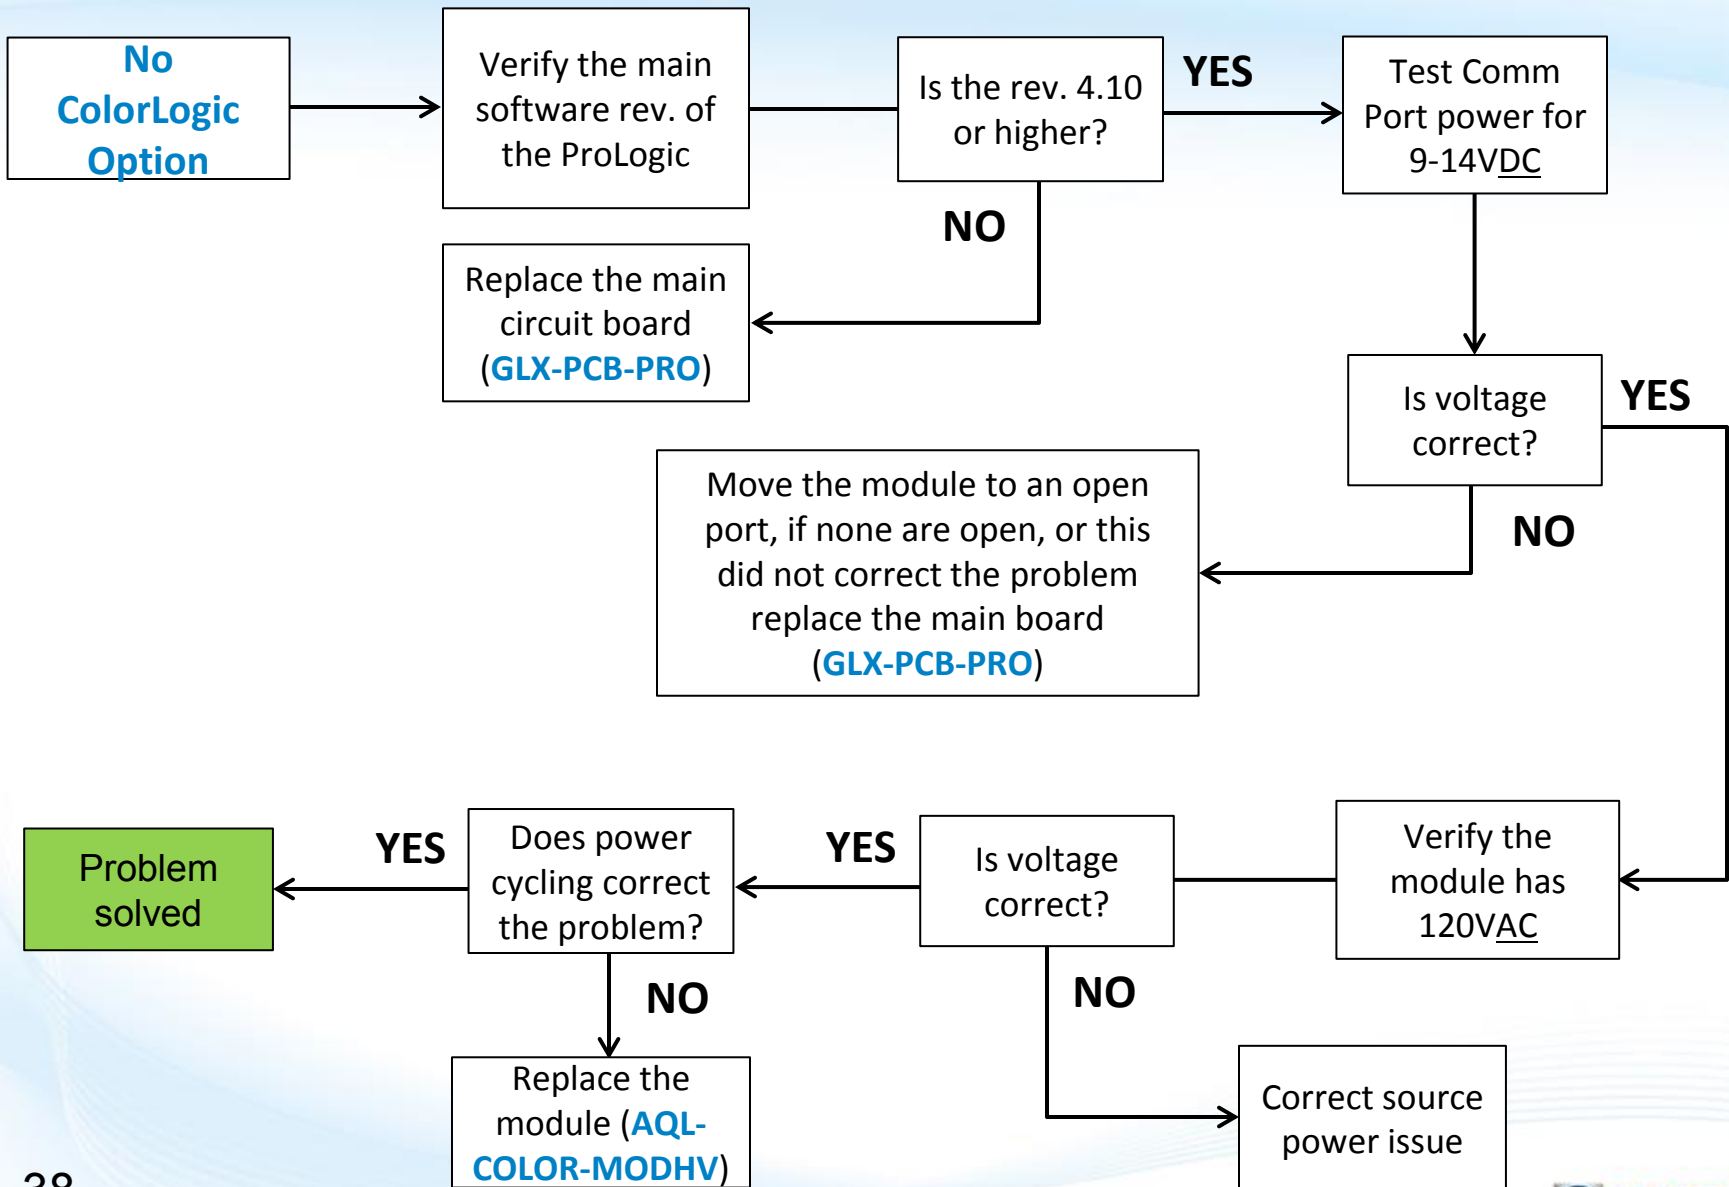 No
ColorLogic
Option
Verify the main
software rev. of
the ProLogic
Is the rev. 4.10
or higher?
YES
Test Comm
Port power for
9-14VDC
NO
Replace the main
circuit board
(GLX-PCB-PRO)
Is voltage
correct?
YES
NO
Move the module to an open
port, if none are open, or this
did not correct the problem
replace the main board
(GLX-PCB-PRO)
Verify the
module has
120VAC
Is voltage
correct?
YES
Does power
cycling correct
the problem?
YES
Problem
solved
NO
NO
Replace the
module (AQL-
COLOR-MODHV)
Correct source
power issue
38